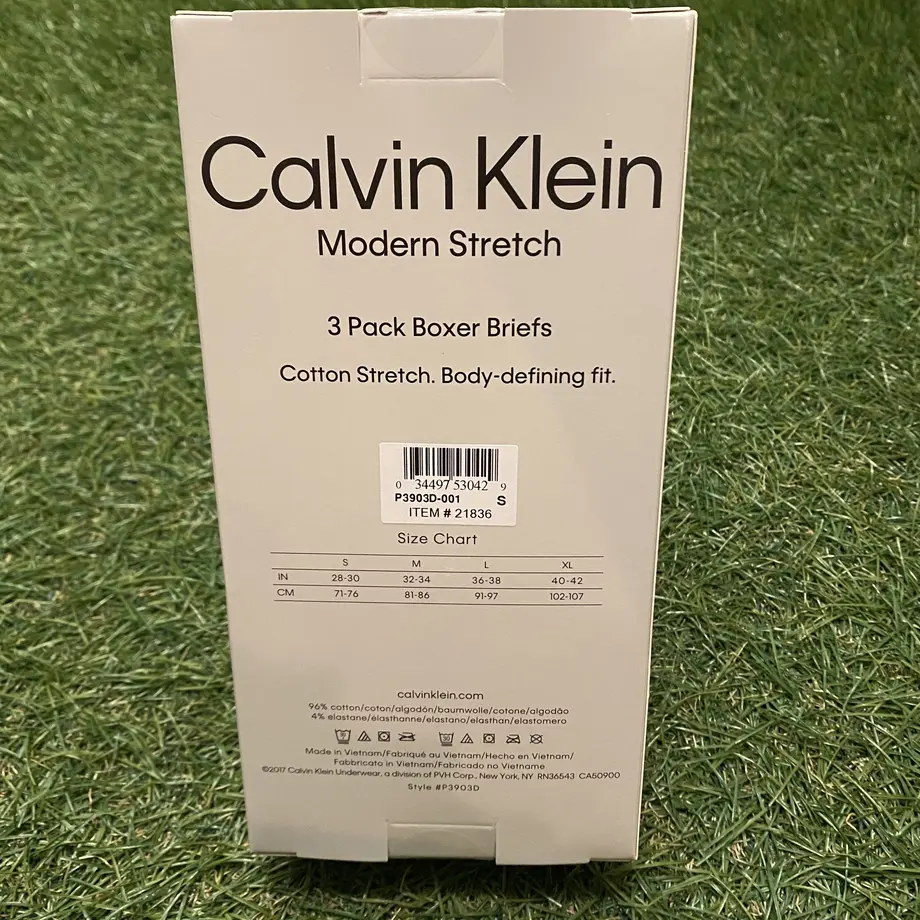 Calvin Klein
Modern Stretch
3 Pack Boxer Briefs
Cotton Stretch. Body-defining fit.
0 34497 53042 9
P3903D-001 S
ITEM # 21836
Size Chart
S M L XL
IN 28-30 32-34 36-38 40-42
CM 71-76 81-86 91-97 102-107
calvinklein.com
96% cotton/coton/algodón/baumwolle/cotone/algodão
4% elastane/élasthanne/elastano/elasthan/elastomero
Made in Vietnam/Fabriqué au Vietnam/Hecho en Vietnam/
Fabbricato in Vietnam/Fabricado no Vietname
©2017 Calvin Klein Underwear, a division of PVH Corp., New York, NY RN36543 CA50900
Style #P3903D